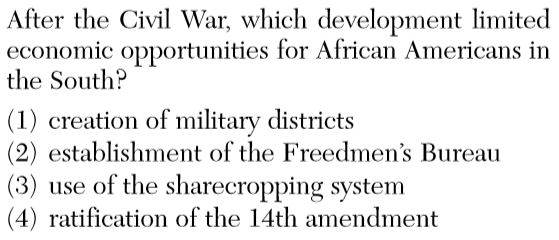 After the Civil War, which development limited
economic opportunities for African Americans in
the South?
(1) creation of military districts
(2) establishment of the Freedmen’s Bureau
(3) use of the sharecropping system
(4) ratification of the 14th amendment